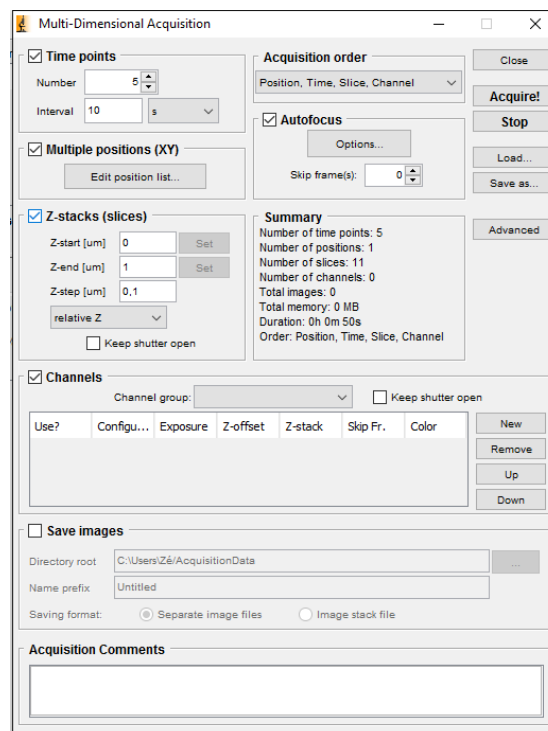 Multi-Dimensional Acquisition
Time points
Number 5
Interval 10 s
Multiple positions (XY)
Edit position list...
Z-stacks (slices)
Z-start [um] 0 Set
Z-end [um] 1 Set
Z-step [um] 0,1
relative Z
Keep shutter open
Acquisition order
Position, Time, Slice, Channel
Autofocus
Options...
Skip frame(s): 0
Summary
Number of time points: 5
Number of positions: 1
Number of slices: 11
Number of channels: 0
Total images: 0
Total memory: 0 MB
Duration: 0h 0m 50s
Order: Position, Time, Slice, Channel
Close
Acquire!
Stop
Load...
Save as...
Advanced
Channels
Channel group: Keep shutter open
Use? Configu... Exposure Z-offset Z-stack Skip Fr. Color
New
Remove
Up
Down
Save images
Directory root C:\Users\Zé/AcquisitionData ...
Name prefix Untitled
Saving format: Separate image files Image stack file
Acquisition Comments